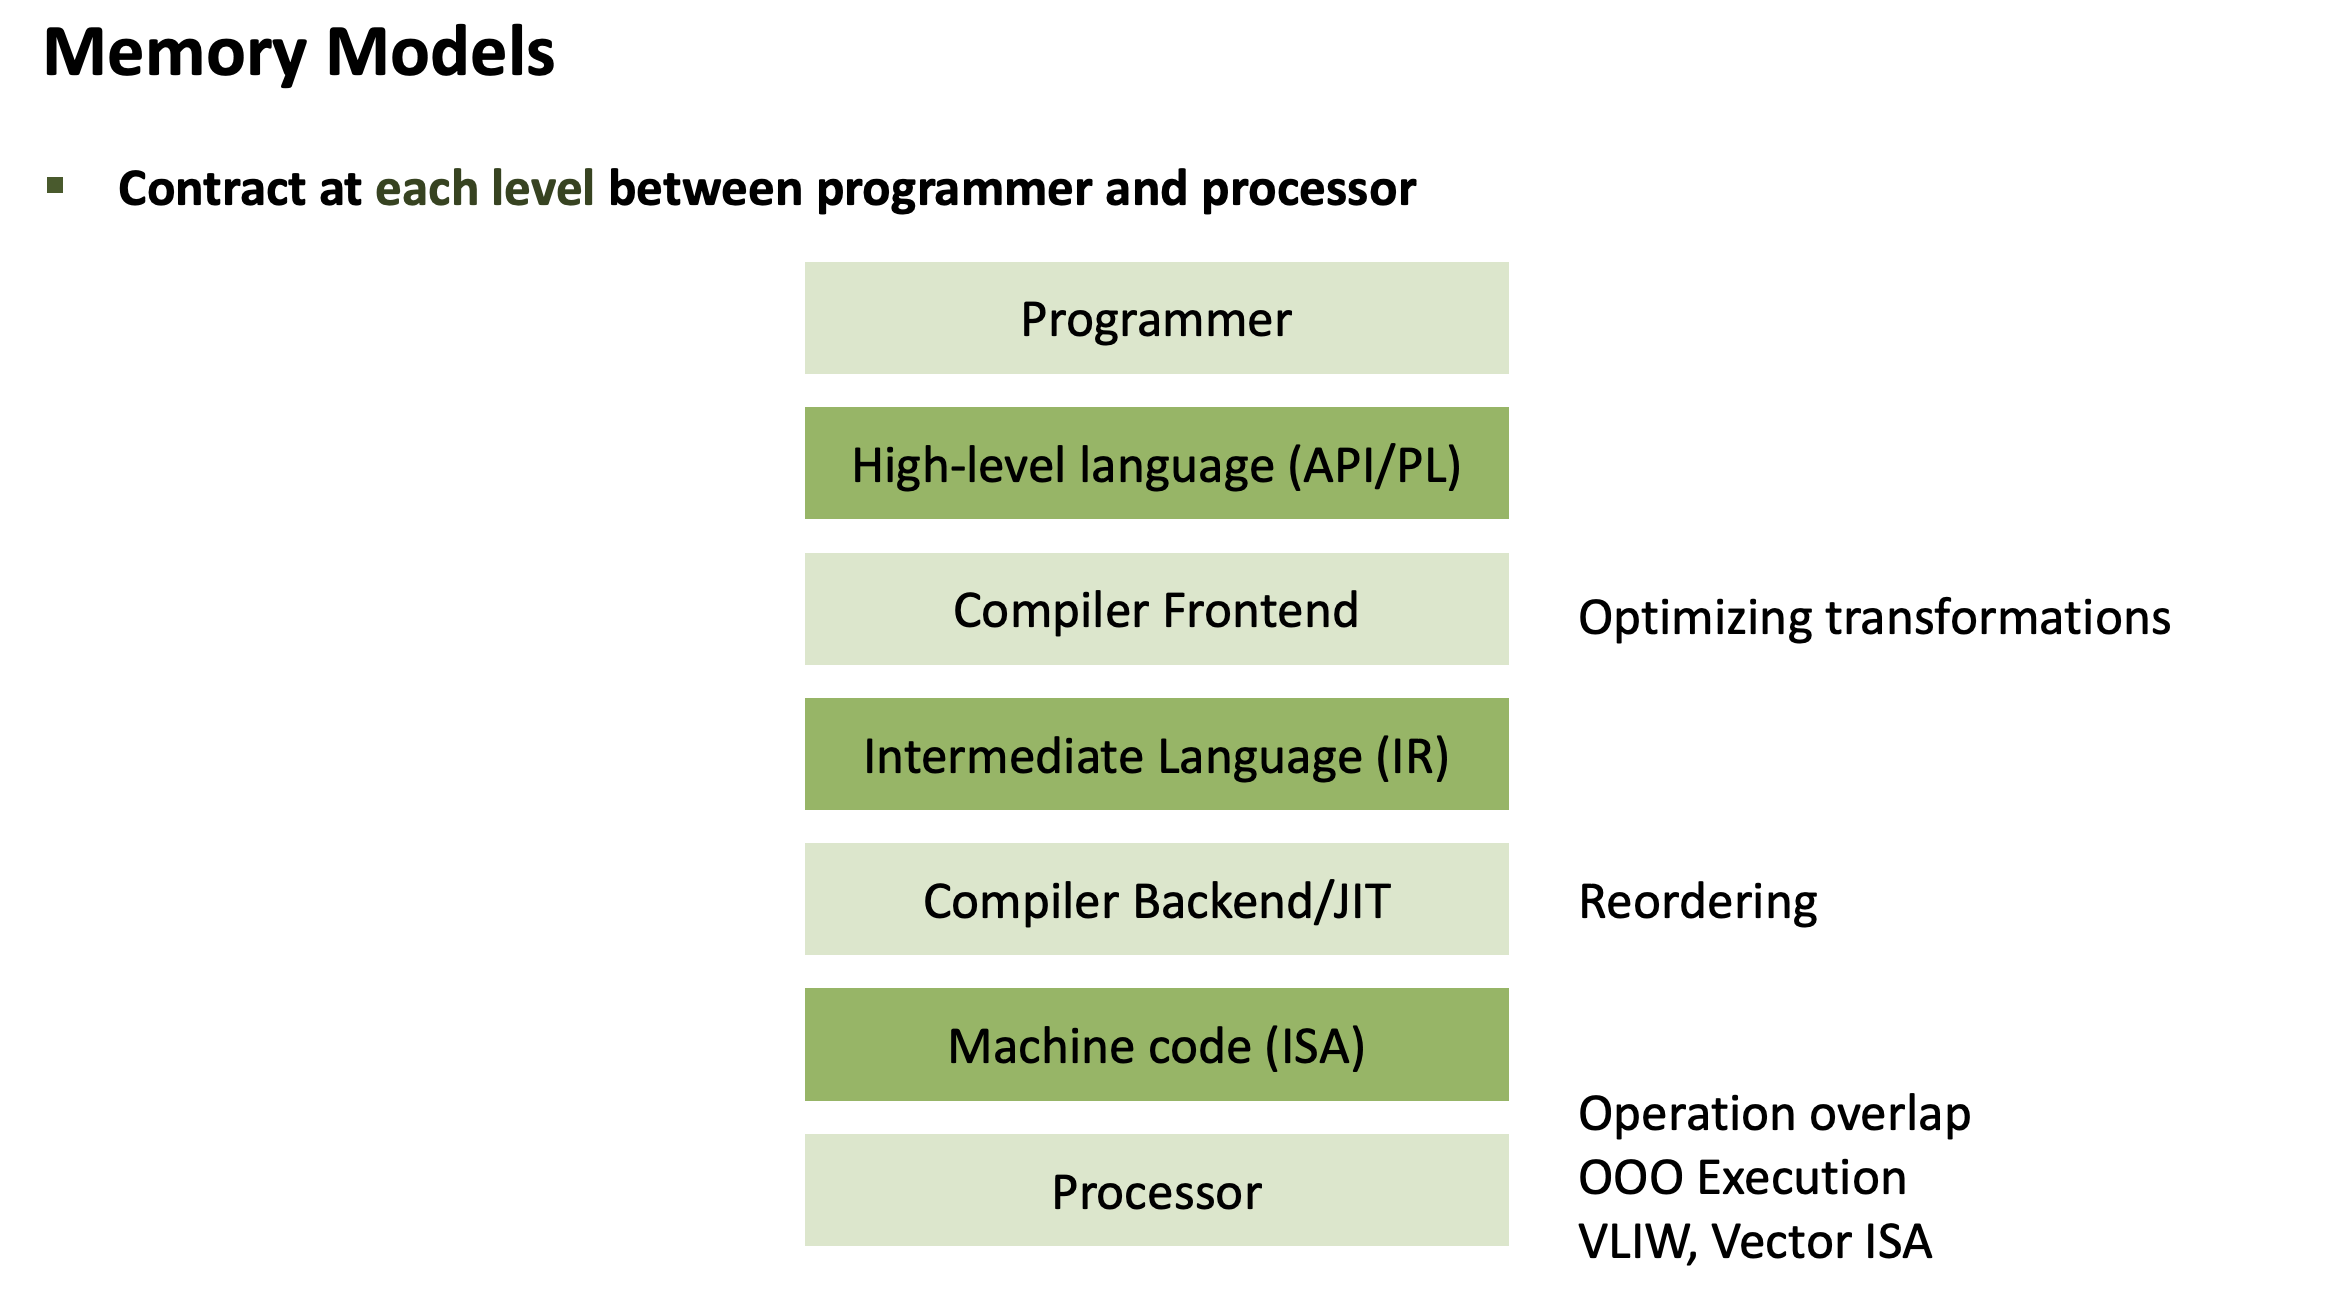 Memory Models
Contract at each level between programmer and processor
Programmer
High-level language (API/PL)
Compiler Frontend
Optimizing transformations
Intermediate Language (IR)
Compiler Backend/JIT
Reordering
Machine code (ISA)
Processor
Operation overlap
OOO Execution
VLIW, Vector ISA